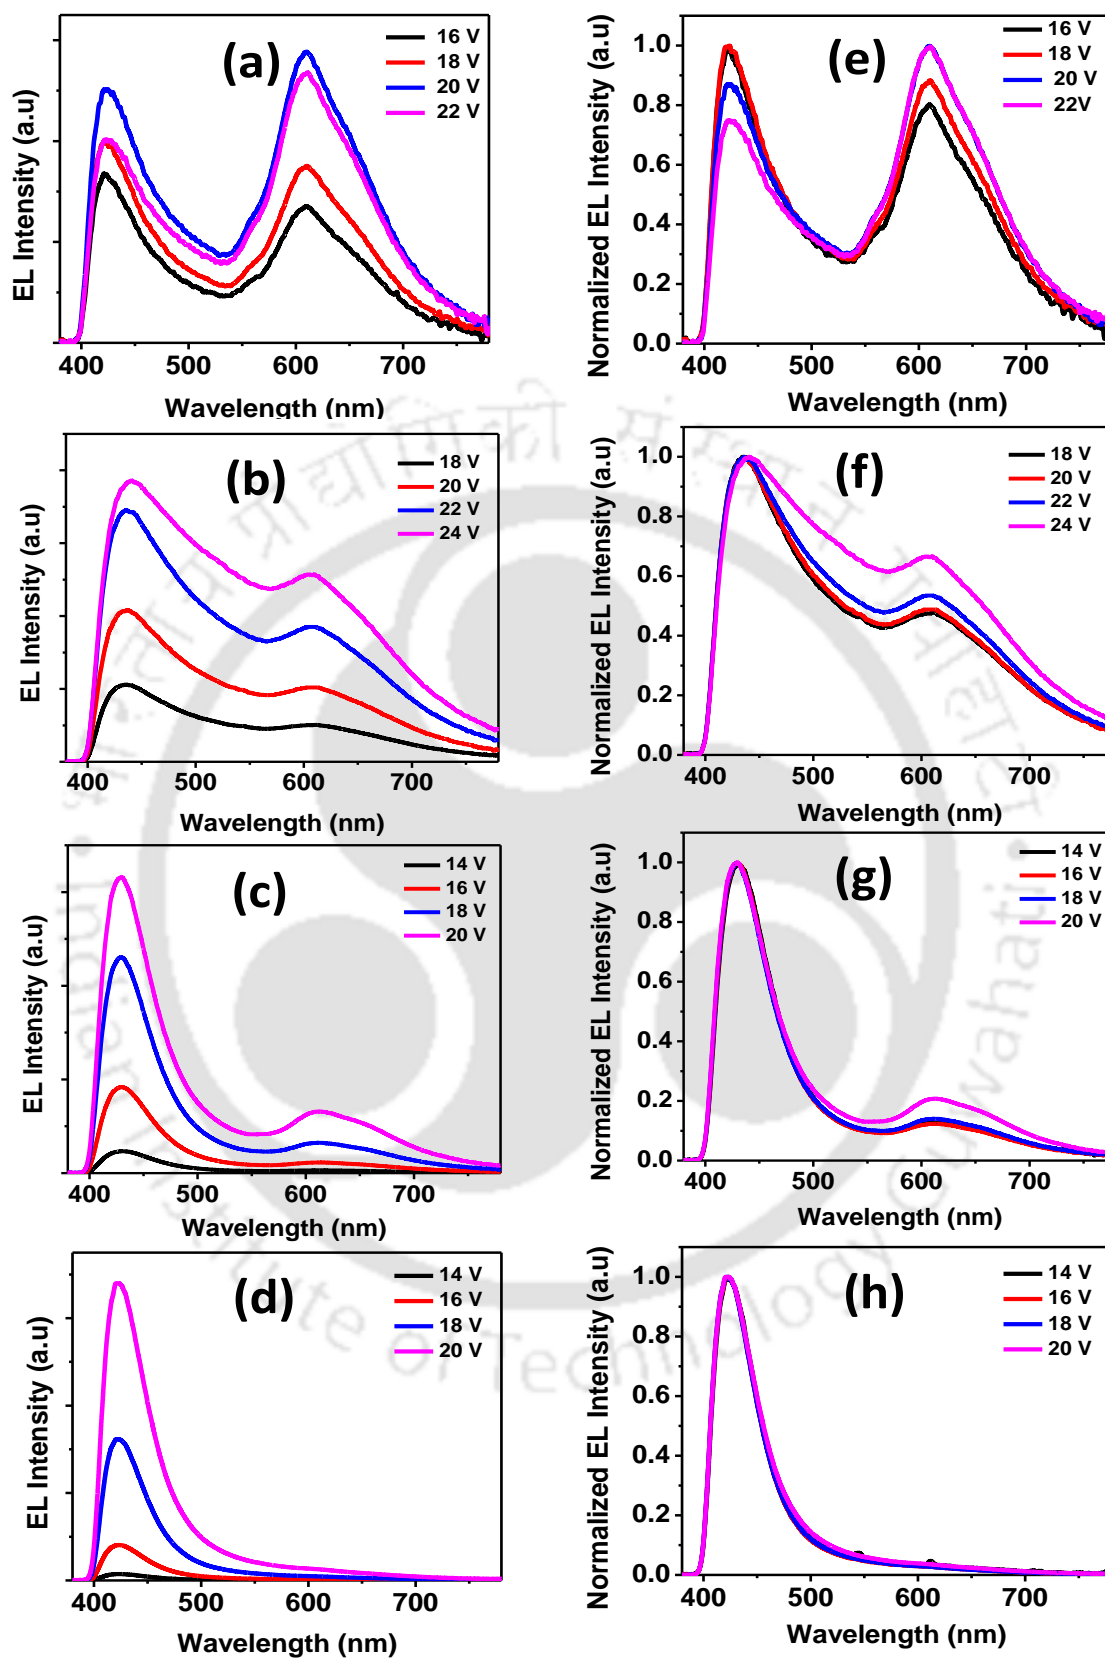 (a)
16 V
18 V
20 V
22 V
EL Intensity (a.u)
400 500 600 700
Wavelength (nm)
(e)
16 V
18 V
20 V
22V
Normalized EL Intensity (a.u)
1.0
0.8
0.6
0.4
0.2
0.0
400 500 600 700
Wavelength (nm)
(b)
18 V
20 V
22 V
24 V
EL Intensity (a.u)
400 500 600 700
Wavelength (nm)
(f)
18 V
20 V
22 V
24 V
Normalized EL Intensity (a.u)
1.0
0.8
0.6
0.4
0.2
0.0
400 500 600 700
Wavelength (nm)
(c)
14 V
16 V
18 V
20 V
EL Intensity (a.u)
400 500 600 700
Wavelength (nm)
(g)
14 V
16 V
18 V
20 V
Normalized EL Intensity (a.u)
1.0
0.8
0.6
0.4
0.2
0.0
400 500 600 700
Wavelength (nm)
(d)
14 V
16 V
18 V
20 V
EL Intensity (a.u)
400 500 600 700
Wavelength (nm)
(h)
14 V
16 V
18 V
20 V
Normalized EL Intensity (a.u)
1.0
0.8
0.6
0.4
0.2
0.0
400 500 600 700
Wavelength (nm)
Indian Institute of Technology Guwahati